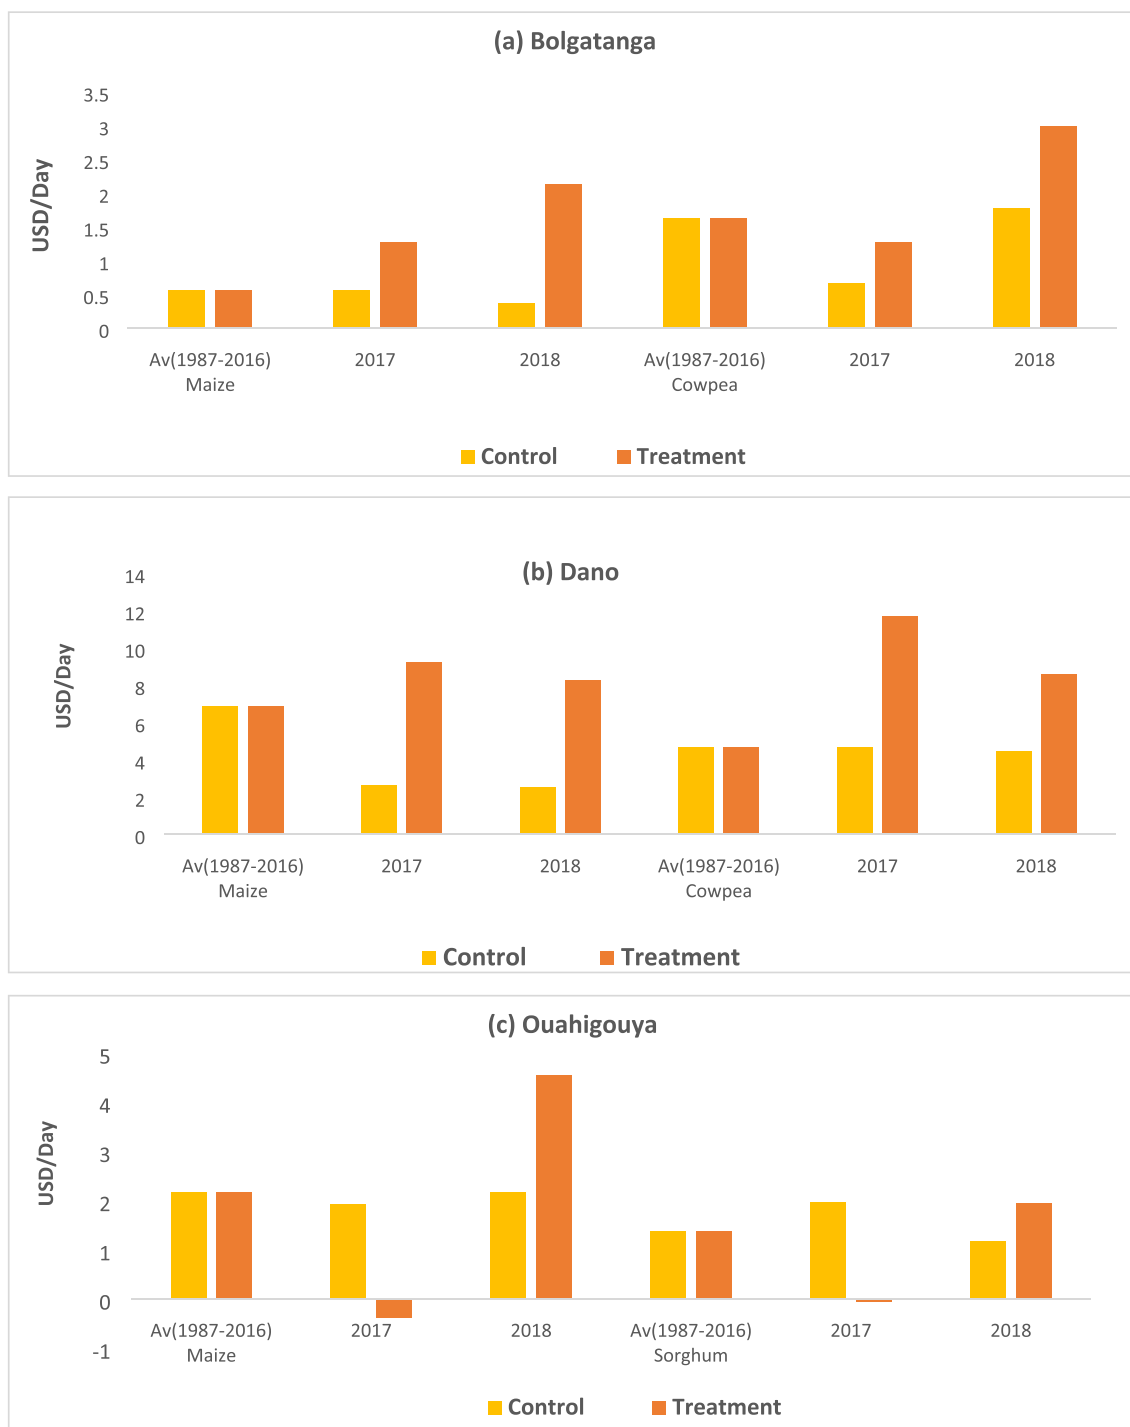 (a) Bolgatanga
USD/Day
3.5
3
2.5
2
1.5
1
0.5
0
Av(1987-2016) 2017 2018 Av(1987-2016) 2017 2018
Maize Cowpea
Control Treatment
(b) Dano
USD/Day
14
12
10
8
6
4
2
0
Av(1987-2016) 2017 2018 Av(1987-2016) 2017 2018
Maize Cowpea
Control Treatment
(c) Ouahigouya
USD/Day
5
4
3
2
1
0
-1
Av(1987-2016) 2017 2018 Av(1987-2016) 2017 2018
Maize Sorghum
Control Treatment